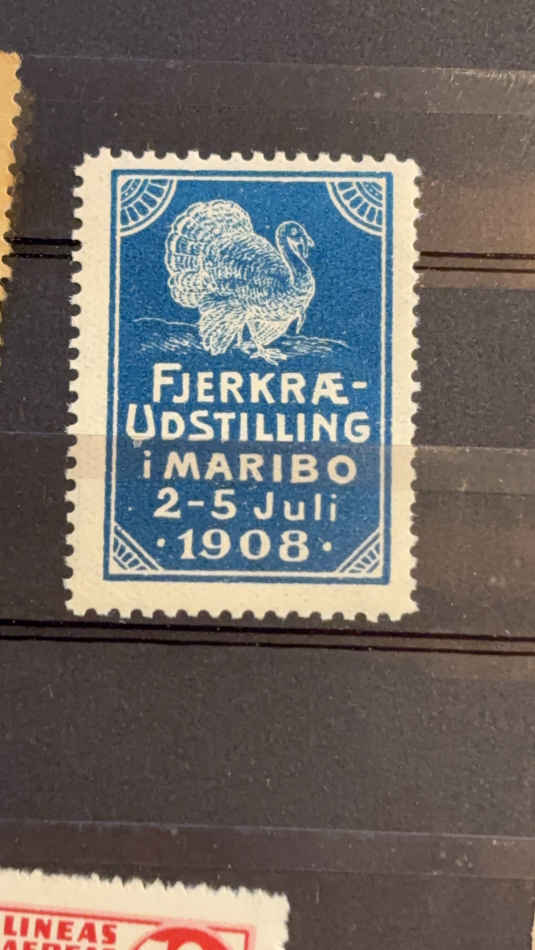 FJERKRÆ-
UDSTILLING
i MARIBO
2-5 Juli
·1908·
LINEAS